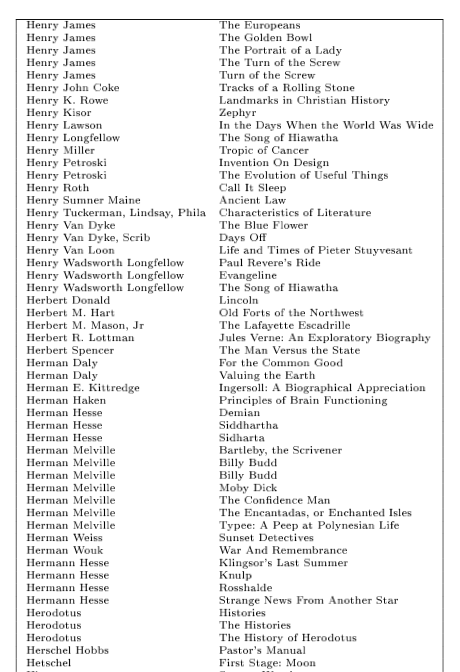 Henry James The Europeans
Henry James The Golden Bowl
Henry James The Portrait of a Lady
Henry James The Turn of the Screw
Henry James Turn of the Screw
Henry John Coke Tracks of a Rolling Stone
Henry K. Rowe Landmarks in Christian History
Henry Kisor Zephyr
Henry Lawson In the Days When the World Was Wide
Henry Longfellow The Song of Hiawatha
Henry Miller Tropic of Cancer
Henry Petroski Invention On Design
Henry Petroski The Evolution of Useful Things
Henry Roth Call It Sleep
Henry Sumner Maine Ancient Law
Henry Tuckerman, Lindsay, Phila Characteristics of Literature
Henry Van Dyke The Blue Flower
Henry Van Dyke, Scrib Days Off
Henry Van Loon Life and Times of Pieter Stuyvesant
Henry Wadsworth Longfellow Paul Revere's Ride
Henry Wadsworth Longfellow Evangeline
Henry Wadsworth Longfellow The Song of Hiawatha
Herbert Donald Lincoln
Herbert M. Hart Old Forts of the Northwest
Herbert M. Mason, Jr The Lafayette Escadrille
Herbert R. Lottman Jules Verne: An Exploratory Biography
Herbert Spencer The Man Versus the State
Herman Daly For the Common Good
Herman Daly Valuing the Earth
Herman E. Kittredge Ingersoll: A Biographical Appreciation
Herman Haken Principles of Brain Functioning
Herman Hesse Demian
Herman Hesse Siddhartha
Herman Hesse Sidharta
Herman Melville Bartleby, the Scrivener
Herman Melville Billy Budd
Herman Melville Billy Budd
Herman Melville Moby Dick
Herman Melville The Confidence Man
Herman Melville The Encantadas, or Enchanted Isles
Herman Melville Typee: A Peep at Polynesian Life
Herman Weiss Sunset Detectives
Herman Wouk War And Remembrance
Hermann Hesse Klingsor's Last Summer
Hermann Hesse Knulp
Hermann Hesse Rosshalde
Hermann Hesse Strange News From Another Star
Herodotus Histories
Herodotus The Histories
Herodotus The History of Herodotus
Herschel Hobbs Pastor's Manual
Hetschel First Stage: Moon